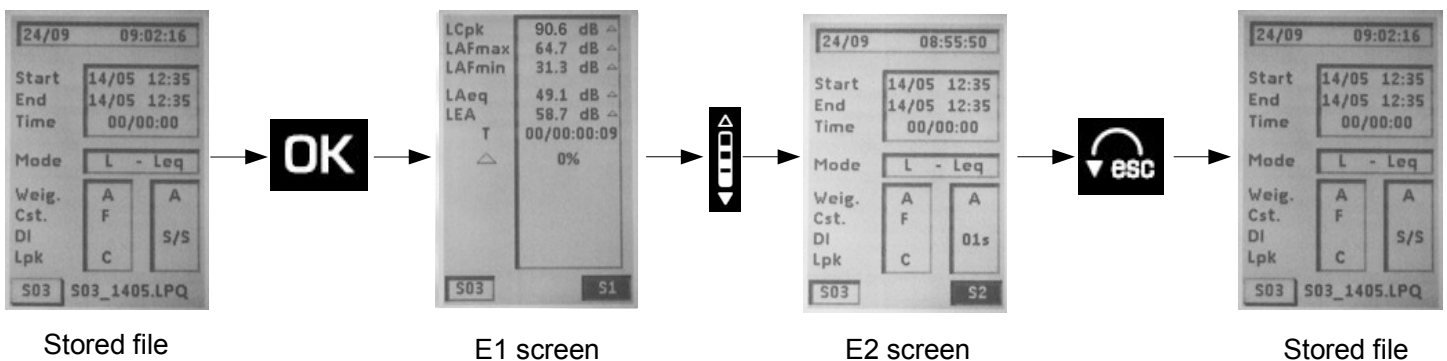 24/09 09:02:16
Start 14/05 12:35
End 14/05 12:35
Time 00/00:00
Mode L - Leq
Weig. A A
Cst. F
DI S/S
Lpk C
S03 S03_1405.LPQ
Stored file
OK
LCpk 90.6 dB
LAFmax 64.7 dB
LAFmin 31.3 dB
LAeq 49.1 dB
LEA 58.7 dB
T 00/00:00:09
0%
S03 S1
E1 screen
24/09 08:55:50
Start 14/05 12:35
End 14/05 12:35
Time 00/00:00
Mode L - Leq
Weig. A A
Cst. F
DI 01s
Lpk C
S03 S2
E2 screen
esc
24/09 09:02:16
Start 14/05 12:35
End 14/05 12:35
Time 00/00:00
Mode L - Leq
Weig. A A
Cst. F
DI S/S
Lpk C
S03 S03_1405.LPQ
Stored file